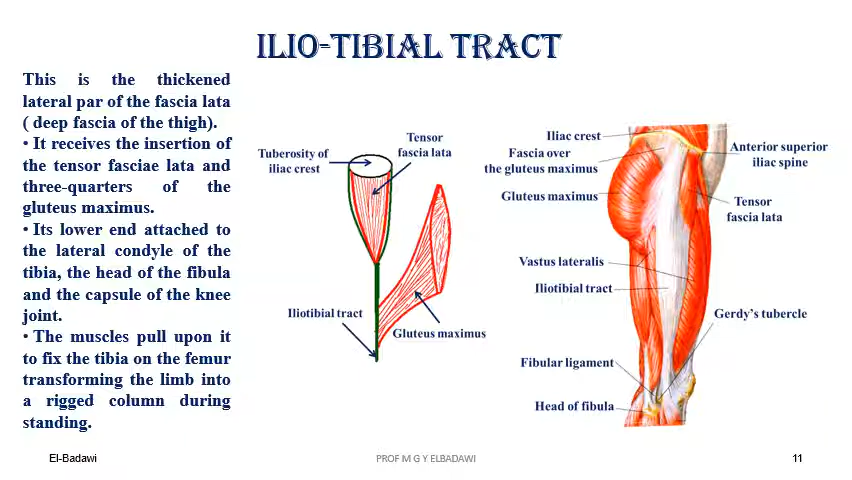 ILIO-TIBIAL TRACT
This is the thickened
lateral par of the fascia lata
( deep fascia of the thigh).
• It receives the insertion of
the tensor fasciae lata and
three-quarters of the
gluteus maximus.
• Its lower end attached to
the lateral condyle of the
tibia, the head of the fibula
and the capsule of the knee
joint.
• The muscles pull upon it
to fix the tibia on the femur
transforming the limb into
a rigged column during
standing.
Tuberosity of
iliac crest
Tensor
fascia lata
Iliotibial tract
Gluteus maximus
Iliac crest
Fascia over
the gluteus maximus
Gluteus maximus
Vastus lateralis
Iliotibial tract
Fibular ligament
Head of fibula
Anterior superior
iliac spine
Tensor
fascia lata
Gerdy's tubercle
El-Badawi
PROF M G Y ELBADAWI
11